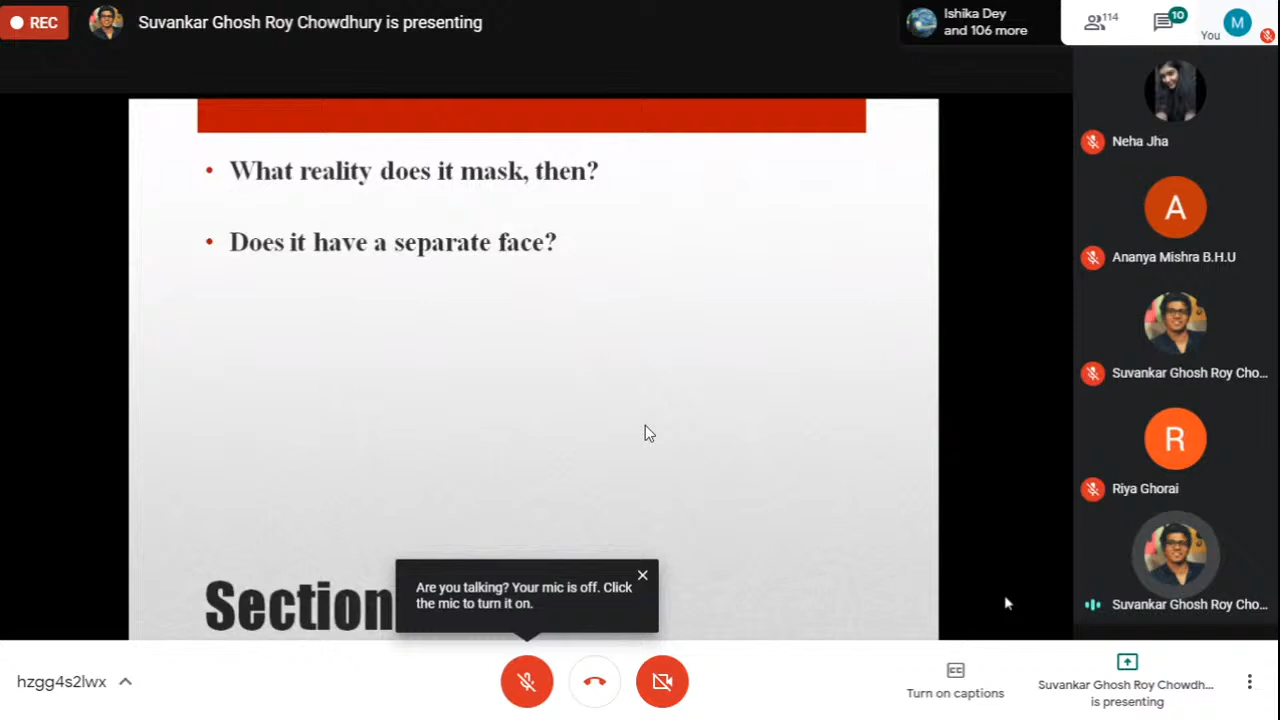 REC
Suvankar Ghosh Roy Chowdhury is presenting
Ishika Dey
and 106 more
114
10
You
M
Neha Jha
• What reality does it mask, then?
• Does it have a separate face?
A
Ananya Mishra B.H.U
Suvankar Ghosh Roy Cho...
R
Riya Ghorai
Suvankar Ghosh Roy Cho...
Section
Are you talking? Your mic is off. Click
the mic to turn it on.
hzgg4s2lwx
CC
Turn on captions
Suvankar Ghosh Roy Chowdh...
is presenting